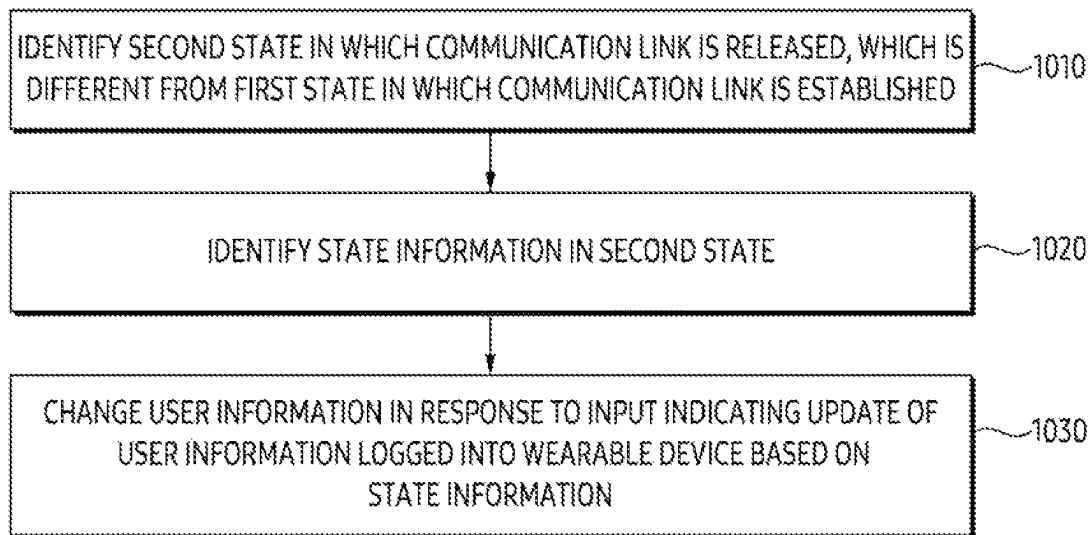 IDENTIFY SECOND STATE IN WHICH COMMUNICATION LINK IS RELEASED, WHICH IS
DIFFERENT FROM FIRST STATE IN WHICH COMMUNICATION LINK IS ESTABLISHED
1010
IDENTIFY STATE INFORMATION IN SECOND STATE
1020
CHANGE USER INFORMATION IN RESPONSE TO INPUT INDICATING UPDATE OF
USER INFORMATION LOGGED INTO WEARABLE DEVICE BASED ON
STATE INFORMATION
1030